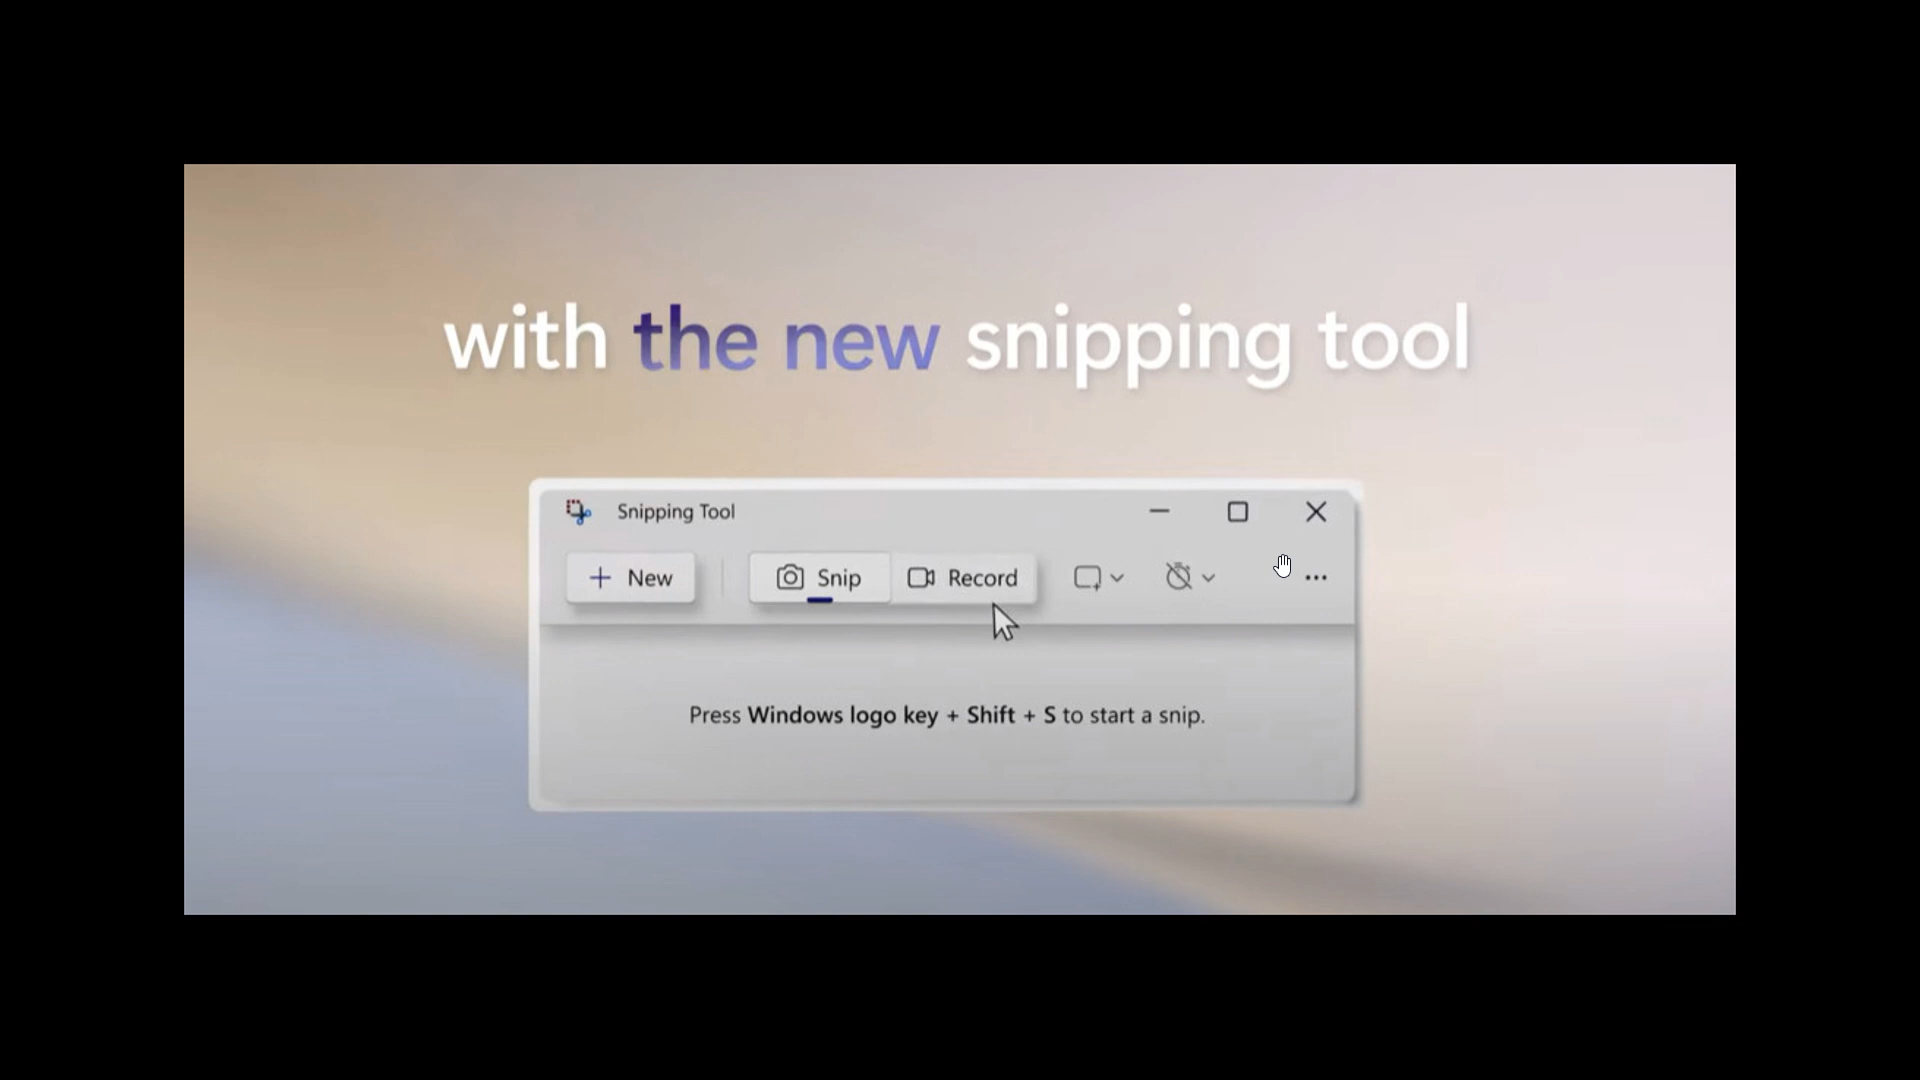 with the new snipping tool
Snipping Tool
New Snip Record
Press Windows logo key + Shift + S to start a snip.